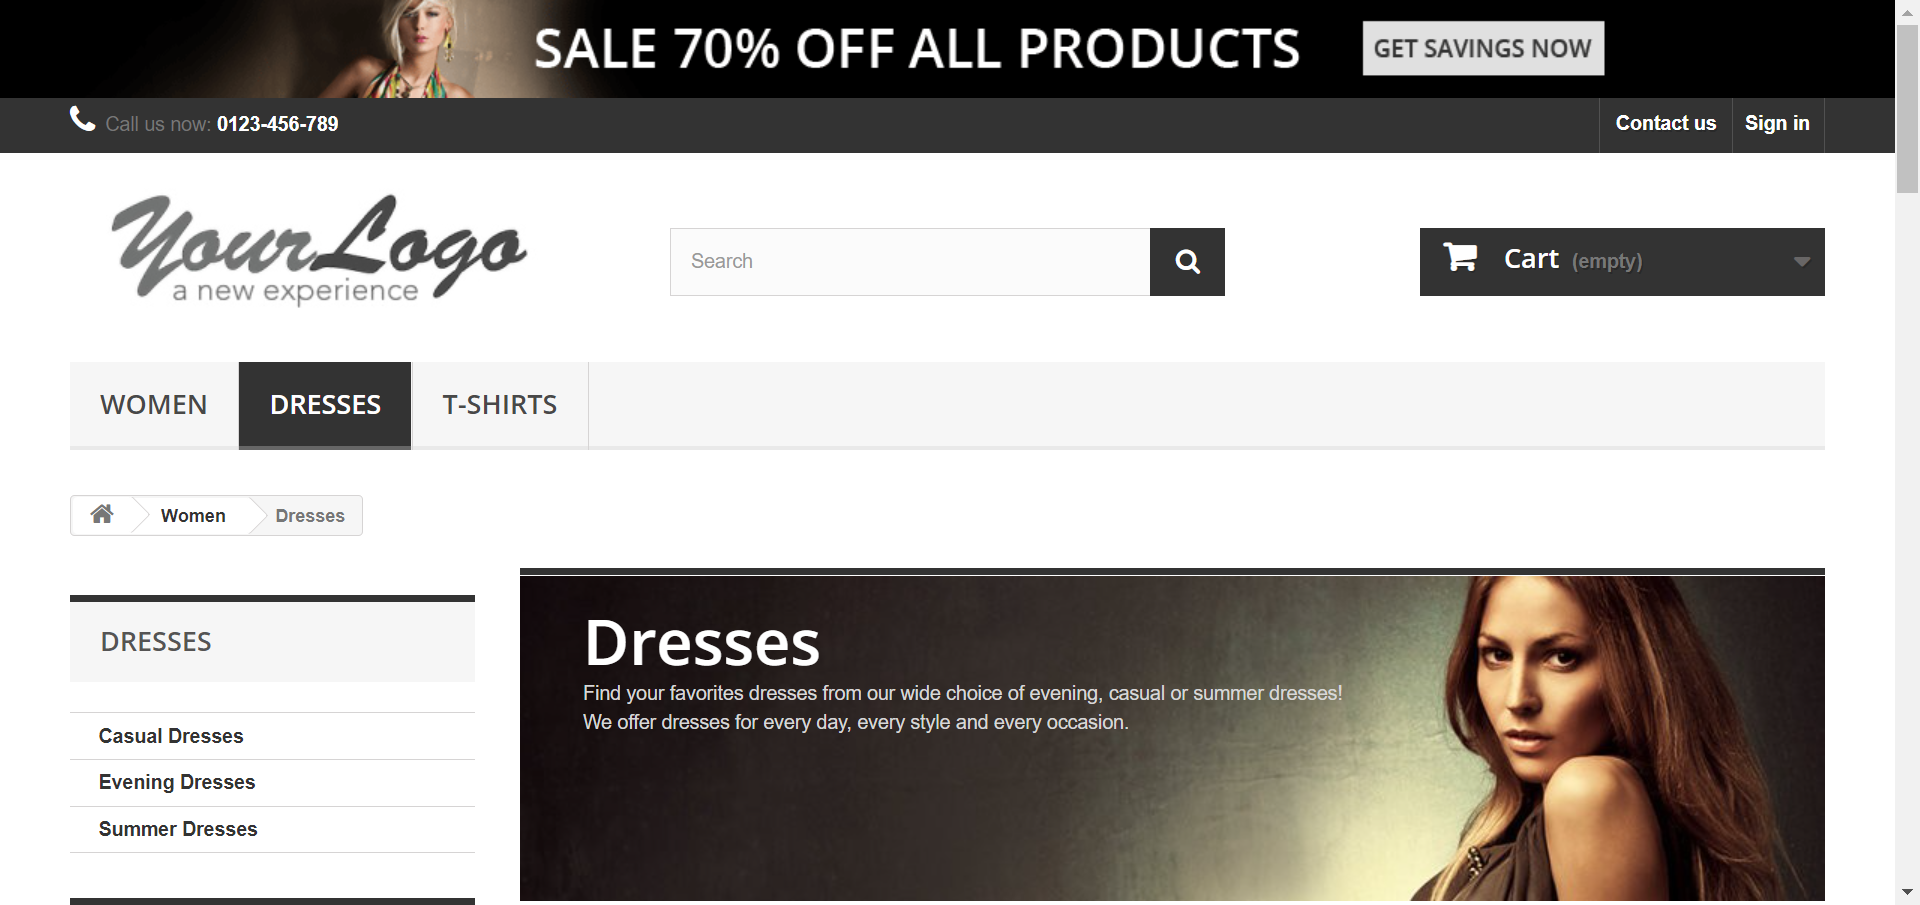 SALE 70% OFF ALL PRODUCTS
GET SAVINGS NOW
Call us now: 0123-456-789
Contact us
Sign in
YourLogo
a new experience
Search
Cart (empty)
WOMEN
DRESSES
T-SHIRTS
Women
Dresses
DRESSES
Casual Dresses
Evening Dresses
Summer Dresses
Dresses
Find your favorites dresses from our wide choice of evening, casual or summer dresses!
We offer dresses for every day, every style and every occasion.